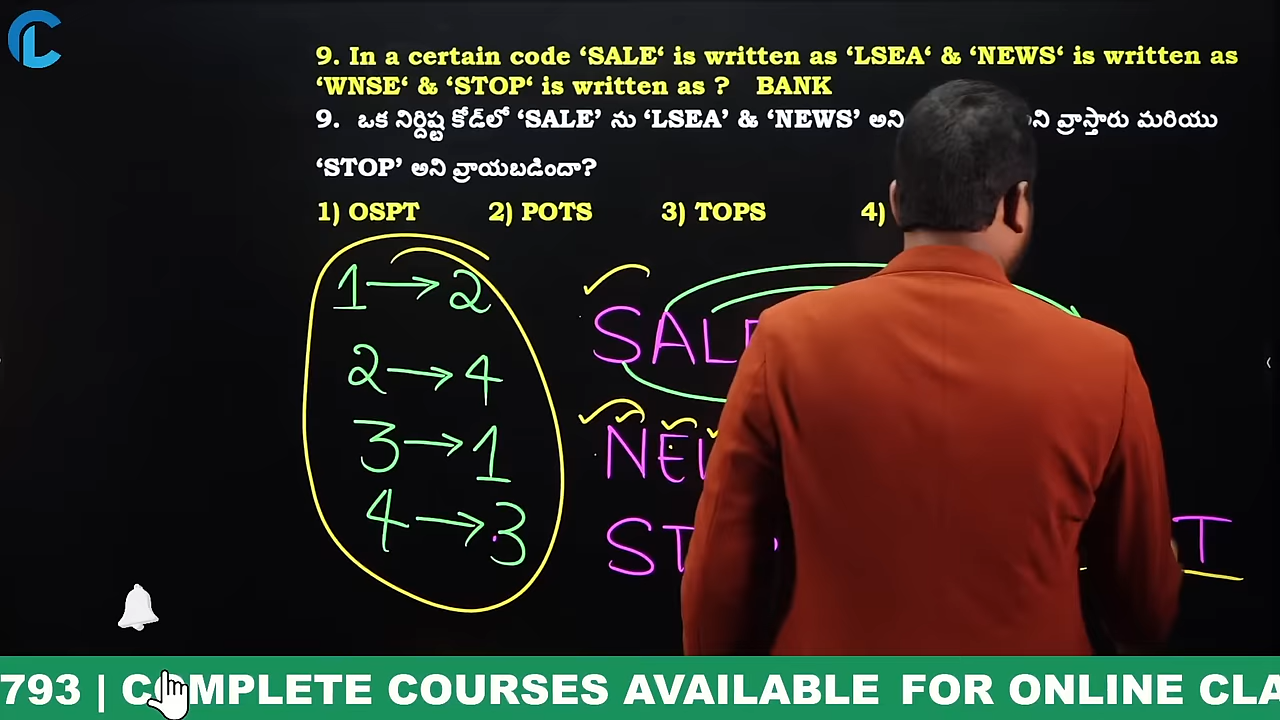 9. In a certain code ‘SALE‘ is written as ‘LSEA‘ & ‘NEWS‘ is written as
‘WNSE‘ & ‘STOP‘ is written as ? BANK
9. ఒక నిర్దిష్ట కోడ్‌లో ‘SALE’ ను ‘LSEA’ & ‘NEWS’ అని వ్రాస్తారు మరియు
‘STOP’ అని వ్రాయబడిందా?
1) OSPT 2) POTS 3) TOPS 4)
1→2
2→4
3→1
4→3
SAL
NE
ST T
793 | COMPLETE COURSES AVAILABLE FOR ONLINE CLA